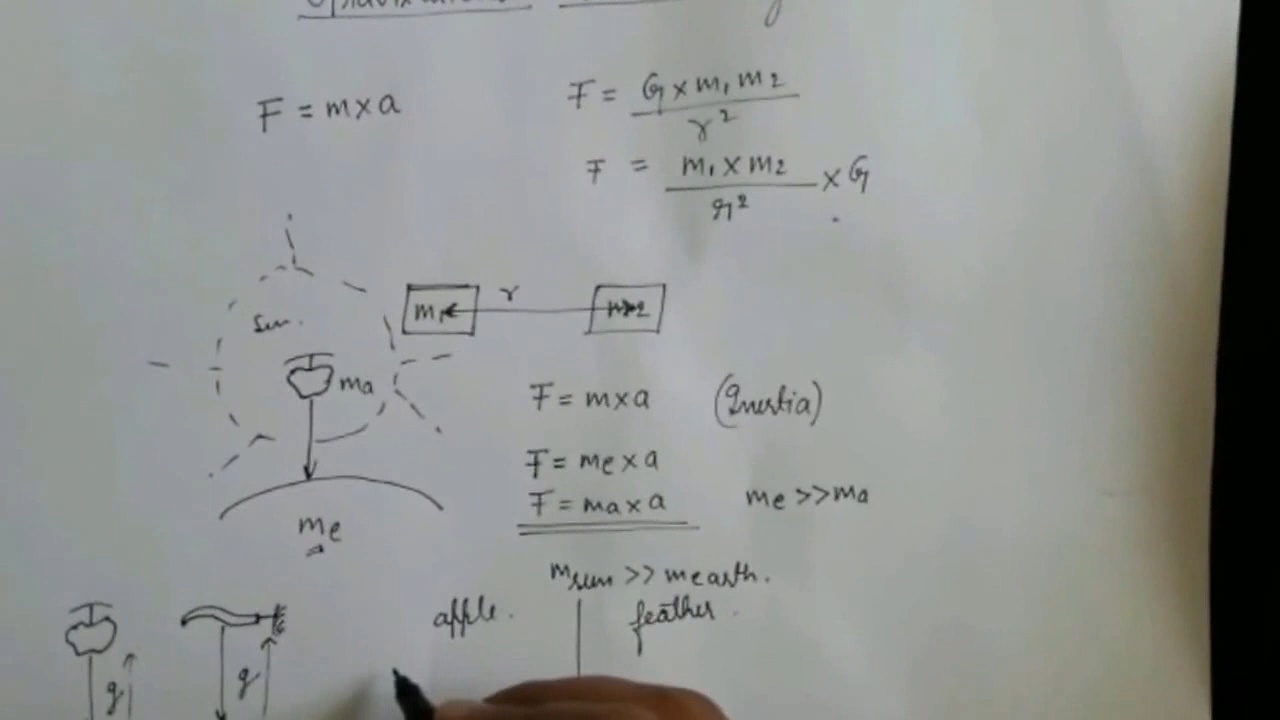 F = m x a
F = G x m1 m2 / r²
F = m1 x m2 / r² x G
m1
r
m2
Sun.
ma
F = m x a (Inertia)
F = me x a
F = ma x a
me >> ma
me
msun >> mearth.
apple.
feather.
g
g